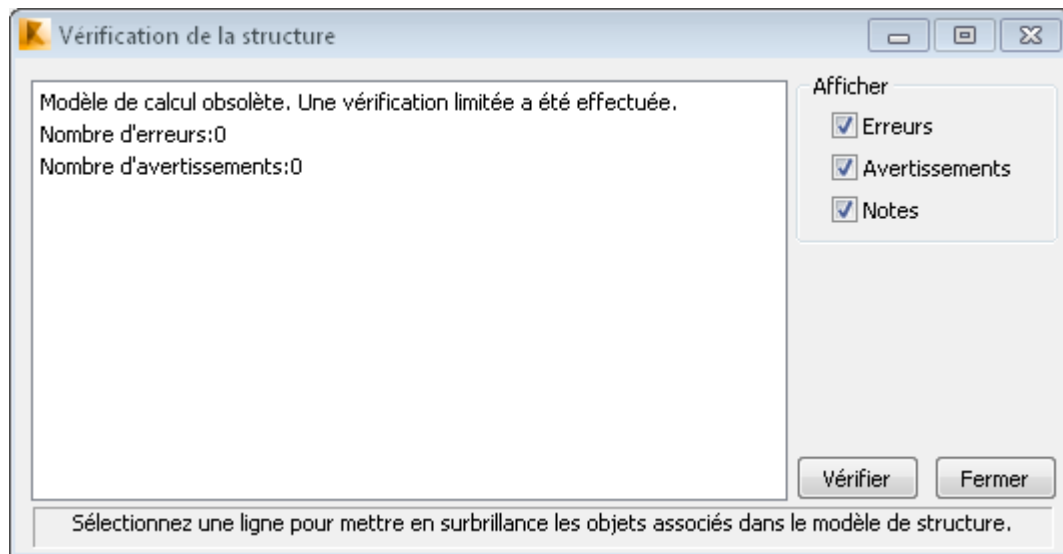 Vérification de la structure
Modèle de calcul obsolète. Une vérification limitée a été effectuée.
Nombre d'erreurs:0
Nombre d'avertissements:0
Afficher
Erreurs
Avertissements
Notes
Vérifier
Fermer
Sélectionnez une ligne pour mettre en surbrillance les objets associés dans le modèle de structure.